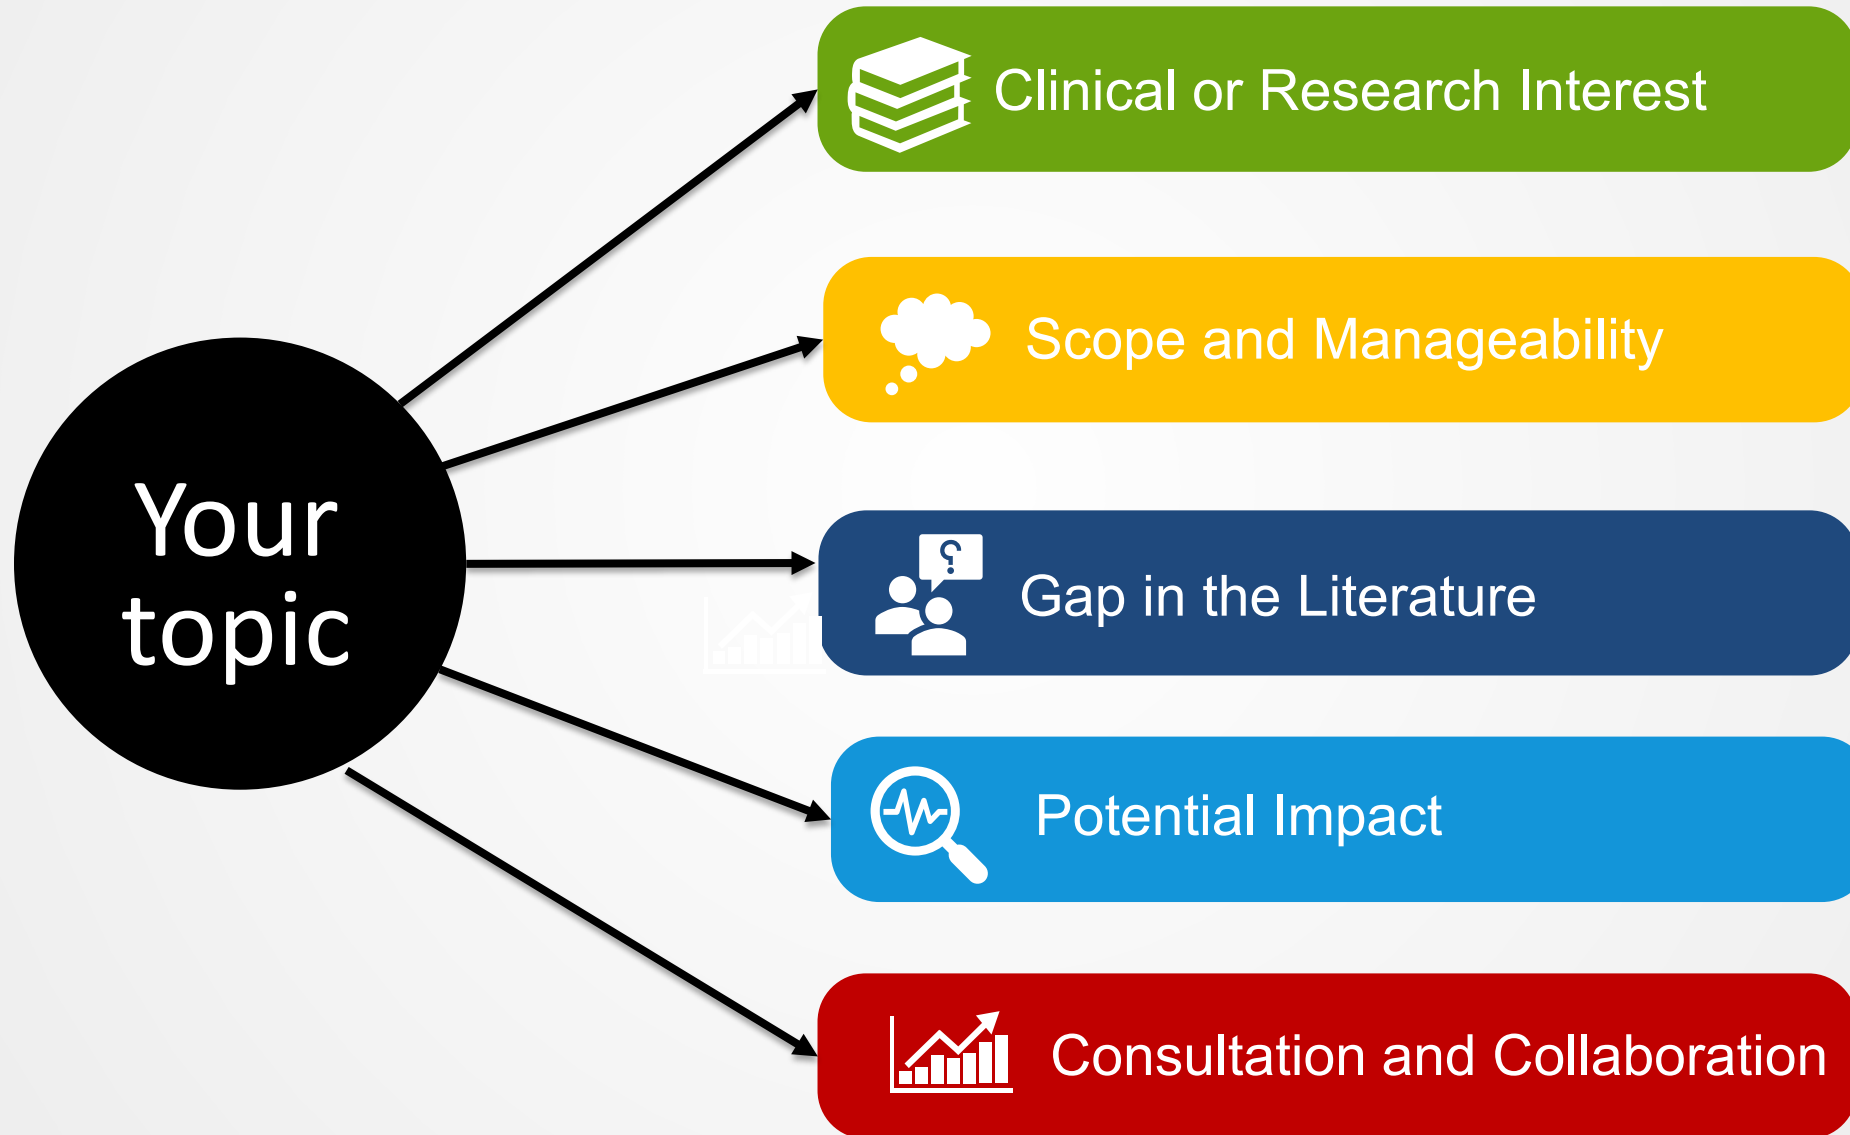 Clinical or Research Interest
Scope and Manageability
Your
topic
?
Gap in the Literature
Potential Impact
Consultation and Collaboration